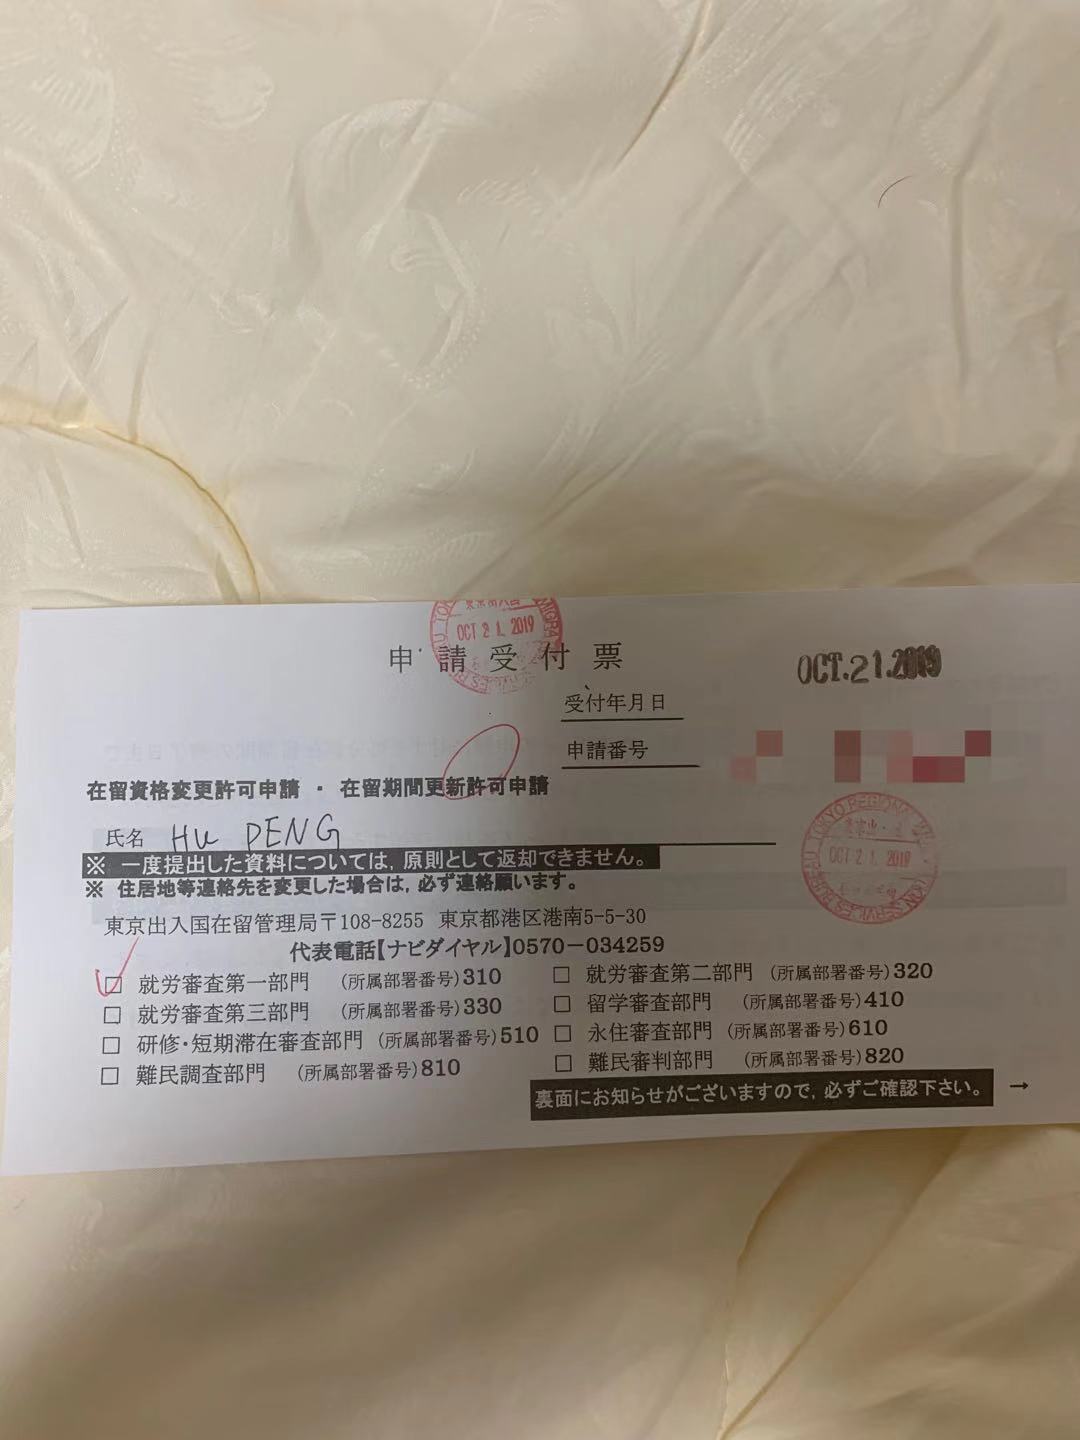 東京出入国
OCT 21. 2019
申請受付票
OCT.21.2019
受付年月日
申請番号
在留資格変更許可申請 ・ 在留期間更新許可申請
氏名 HU PENG
※ 一度提出した資料については，原則として返却できません。
※ 住居地等連絡先を変更した場合は，必ず連絡願います。
OCT 21. 2019
東京出入国在留管理局〒108-8255 東京都港区港南5-5-30
代表電話【ナビダイヤル】0570－034259
☐ 就労審査第一部門 (所属部署番号)310 ☐ 就労審査第二部門 (所属部署番号)320
☐ 就労審査第三部門 (所属部署番号)330 ☐ 留学審査部門 (所属部署番号)410
☐ 研修・短期滞在審査部門 (所属部署番号)510 ☐ 永住審査部門 (所属部署番号)610
☐ 難民調査部門 (所属部署番号)810 ☐ 難民審判部門 (所属部署番号)820
裏面にお知らせがございますので，必ずご確認下さい。 →